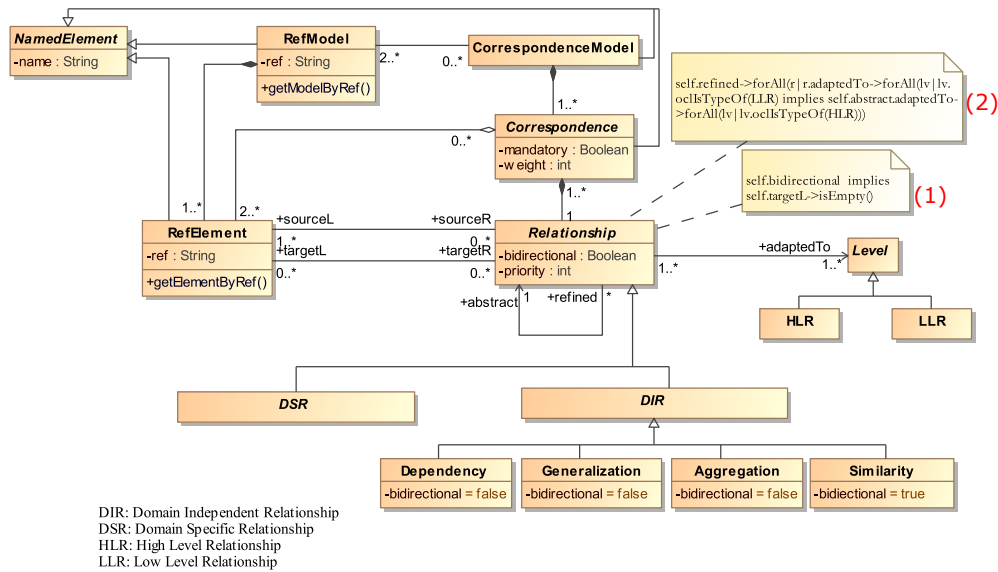 NamedElement
-name : String
RefModel
-ref : String
+getModelByRef()
2..*
0..*
CorrespondenceModel
self.refined->forAll(r|r.adaptedTo->forAll(lv|lv.
oclIsTypeOf(LLR) implies self.abstract.adaptedTo-
>forAll(lv|lv.oclIsTypeOf(HLR)))
(2)
1..*
Correspondence
-mandatory : Boolean
-weight : int
0..*
self.bidirectional implies
self.targetL->isEmpty()
(1)
1..*
2..*
1..*
1
RefElement
-ref : String
+getElementByRef()
+sourceL
1..*
+sourceR
0..*
+targetL
0..*
+targetR
0..*
Relationship
-bidirectional : Boolean
-priority : int
+adaptedTo
1..*
1..*
Level
+abstract
1
+refined
*
HLR
LLR
DSR
DIR
Dependency
-bidirectional = false
Generalization
-bidirectional = false
Aggregation
-bidirectional = false
Similarity
-bidiectional = true
DIR: Domain Independent Relationship
DSR: Domain Specific Relationship
HLR: High Level Relationship
LLR: Low Level Relationship